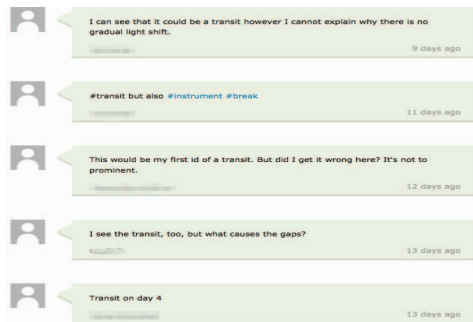 I can see that it could be a transit however I cannot explain why there is no
gradual light shift.
9 days ago
#transit but also #instrument #break
11 days ago
This would be my first id of a transit. But did I get it wrong here? It's not to
prominent.
12 days ago
I see the transit, too, but what causes the gaps?
13 days ago
Transit on day 4
13 days ago